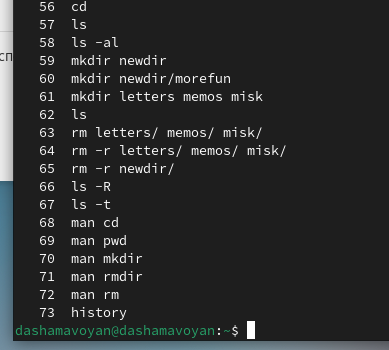 56 cd
57 ls
58 ls -al
59 mkdir newdir
60 mkdir newdir/morefun
61 mkdir letters memos misk
62 ls
63 rm letters/ memos/ misk/
64 rm -r letters/ memos/ misk/
65 rm -r newdir/
66 ls -R
67 ls -t
68 man cd
69 man pwd
70 man mkdir
71 man rmdir
72 man rm
73 history
dashamavoyan@dashamavoyan:~$